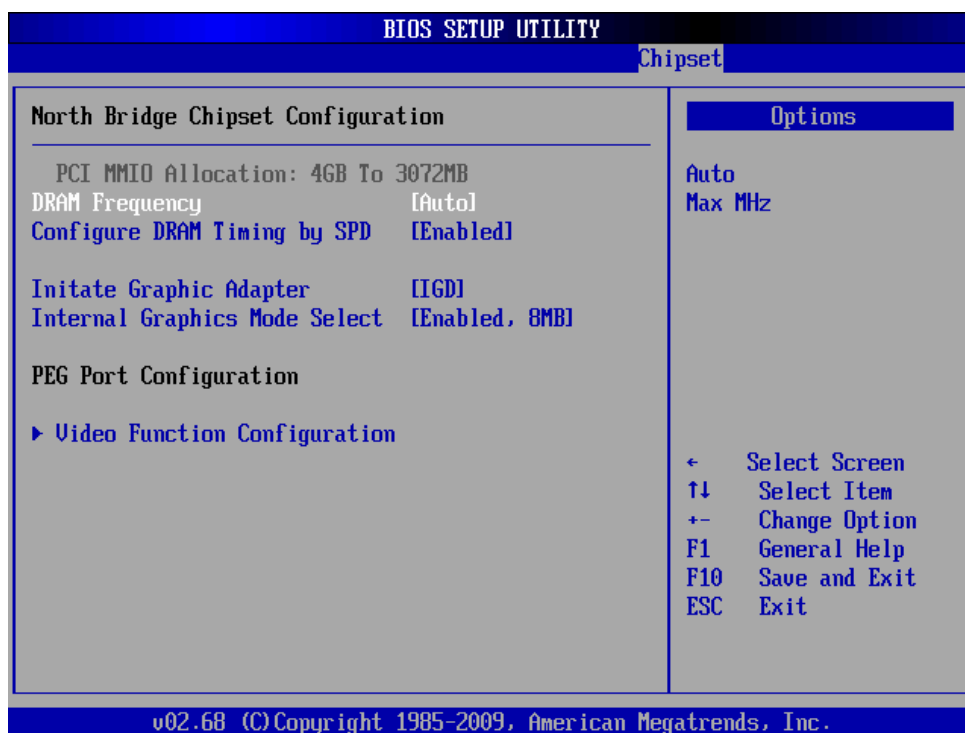 BIOS SETUP UTILITY
Chipset
North Bridge Chipset Configuration
PCI MMIO Allocation: 4GB To 3072MB
DRAM Frequency [Auto]
Configure DRAM Timing by SPD [Enabled]
Initate Graphic Adapter [IGD]
Internal Graphics Mode Select [Enabled, 8MB]
PEG Port Configuration
▶ Video Function Configuration
Options
Auto
Max MHz
← Select Screen
↑↓ Select Item
+- Change Option
F1 General Help
F10 Save and Exit
ESC Exit
v02.68 (C)Copyright 1985-2009, American Megatrends, Inc.